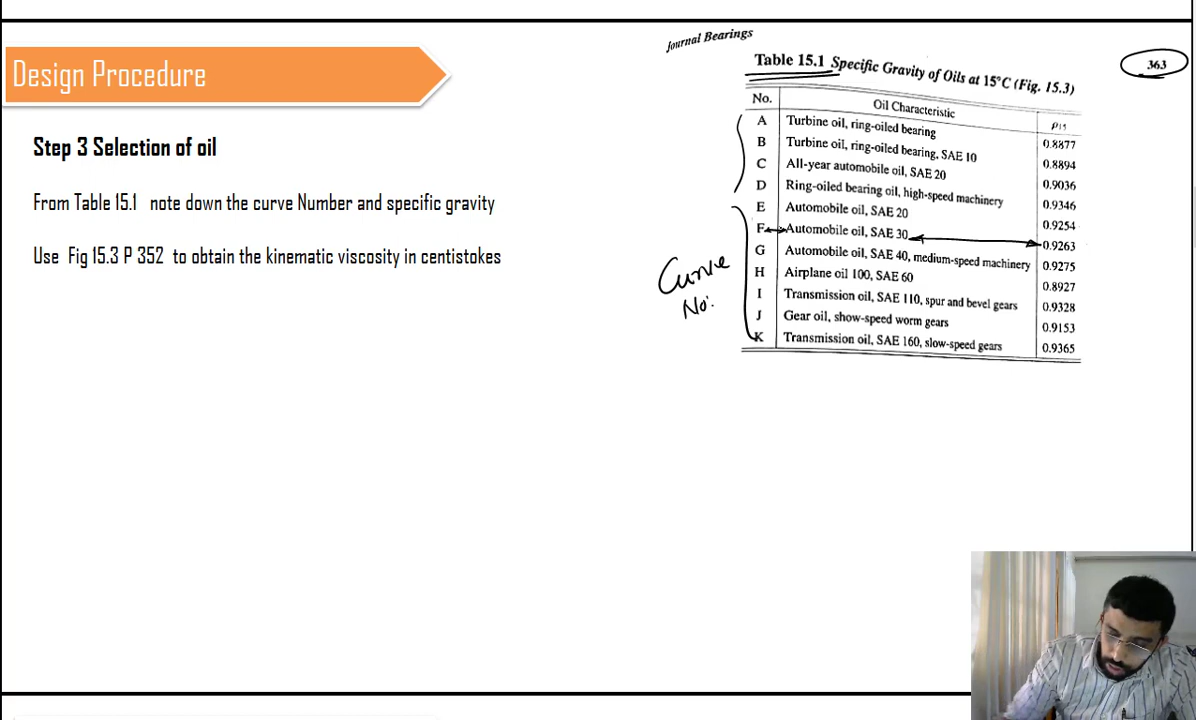 Design Procedure
Step 3 Selection of oil
From Table 15.1 note down the curve Number and specific gravity
Use Fig 15.3 P 352 to obtain the kinematic viscosity in centistokes
Journal Bearings
363
Table 15.1 Specific Gravity of Oils at 15°C (Fig. 15.3)
No. Oil Characteristic ρ15
A Turbine oil, ring-oiled bearing 0.8877
B Turbine oil, ring-oiled bearing, SAE 10 0.8894
C All-year automobile oil, SAE 20 0.9036
D Ring-oiled bearing oil, high-speed machinery 0.9346
E Automobile oil, SAE 20 0.9254
F Automobile oil, SAE 30 0.9263
G Automobile oil, SAE 40, medium-speed machinery 0.9275
H Airplane oil 100, SAE 60 0.8927
I Transmission oil, SAE 110, spur and bevel gears 0.9328
J Gear oil, show-speed worm gears 0.9153
K Transmission oil, SAE 160, slow-speed gears 0.9365
Curve
No: